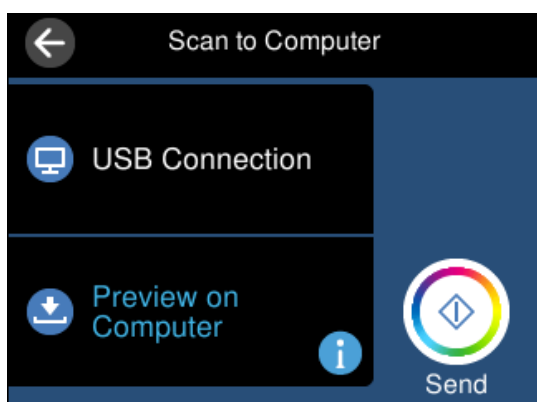 Scan to Computer
USB Connection
Preview on
Computer
i
Send